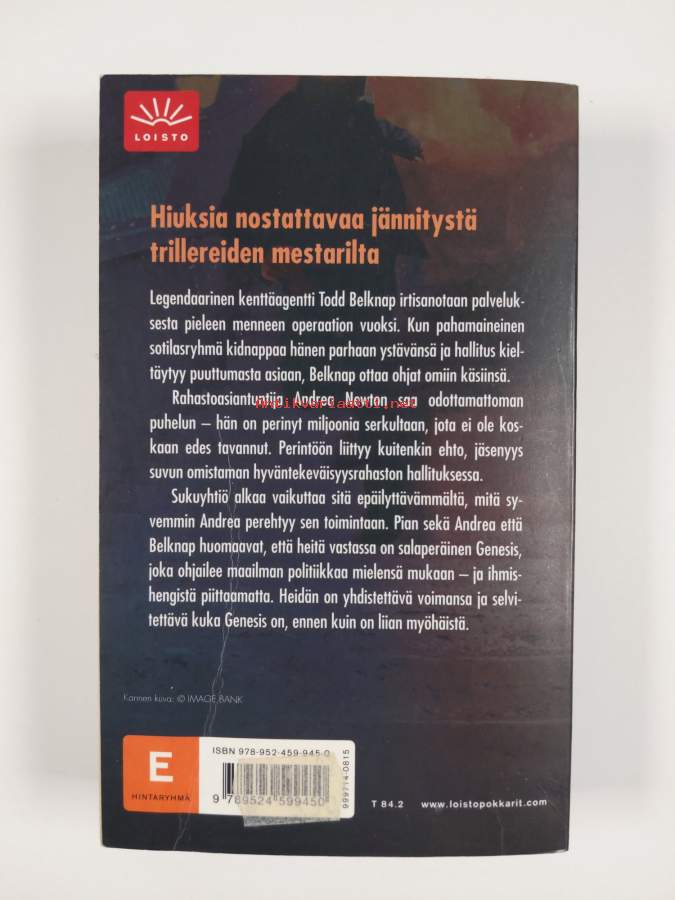 LOISTO
Hiuksia nostattavaa jännitystä
trillereiden mestarilta
Legendaarinen kenttäagentti Todd Belknap irtisanotaan palveluk-
sesta pieleen menneen operaation vuoksi. Kun pahamaineinen
sotilasryhmä kidnappaa hänen parhaan ystävänsä ja hallitus kiel-
täytyy puuttumasta asiaan, Belknap ottaa ohjat omiin käsiinsä.
Rahastoasiantuntija Andrea Newton saa odottamattoman
Antikvariaatti.net
puhelun – hän on perinyt miljoonia serkultaan, jota ei ole kos-
kaan edes tavannut. Perintöön liittyy kuitenkin ehto, jäsenyys
suvun omistaman hyväntekeväisyysrahaston hallituksessa.
Sukuyhtiö alkaa vaikuttaa sitä epäilyttävämmältä, mitä sy-
vemmin Andrea perehtyy sen toimintaan. Pian sekä Andrea että
Belknap huomaavat, että heitä vastassa on salaperäinen Genesis,
joka ohjailee maailman politiikkaa mielensä mukaan – ja ihmis-
hengistä piittaamatta. Heidän on yhdistettävä voimansa ja selvi-
tettävä kuka Genesis on, ennen kuin on liian myöhäistä.
Kannen kuva: © IMAGE BANK
E
HINTARYHMÄ
ISBN 978-952-459-945-0
9 789524 599450
999714-0815
T 84.2 www.loistopokkarit.com